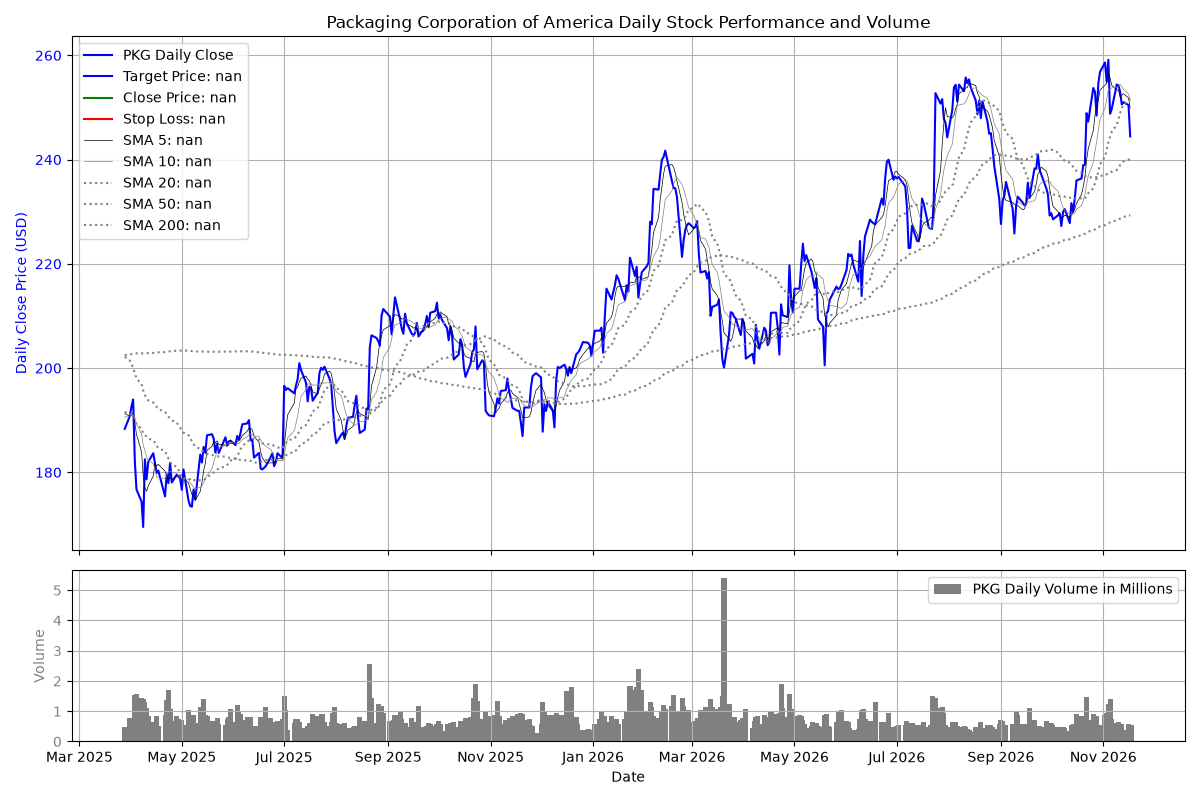 Packaging Corporation of America Daily Stock Performance and Volume
260
240
220
200
180
Daily Close Price (USD)
PKG Daily Close
Target Price: nan
Close Price: nan
Stop Loss: nan
SMA 5: nan
SMA 10: nan
SMA 20: nan
SMA 50: nan
SMA 200: nan
5
4
3
2
1
0
Volume
PKG Daily Volume in Millions
Mar 2025 May 2025 Jul 2025 Sep 2025 Nov 2025 Jan 2026 Mar 2026 May 2026 Jul 2026 Sep 2026 Nov 2026
Date